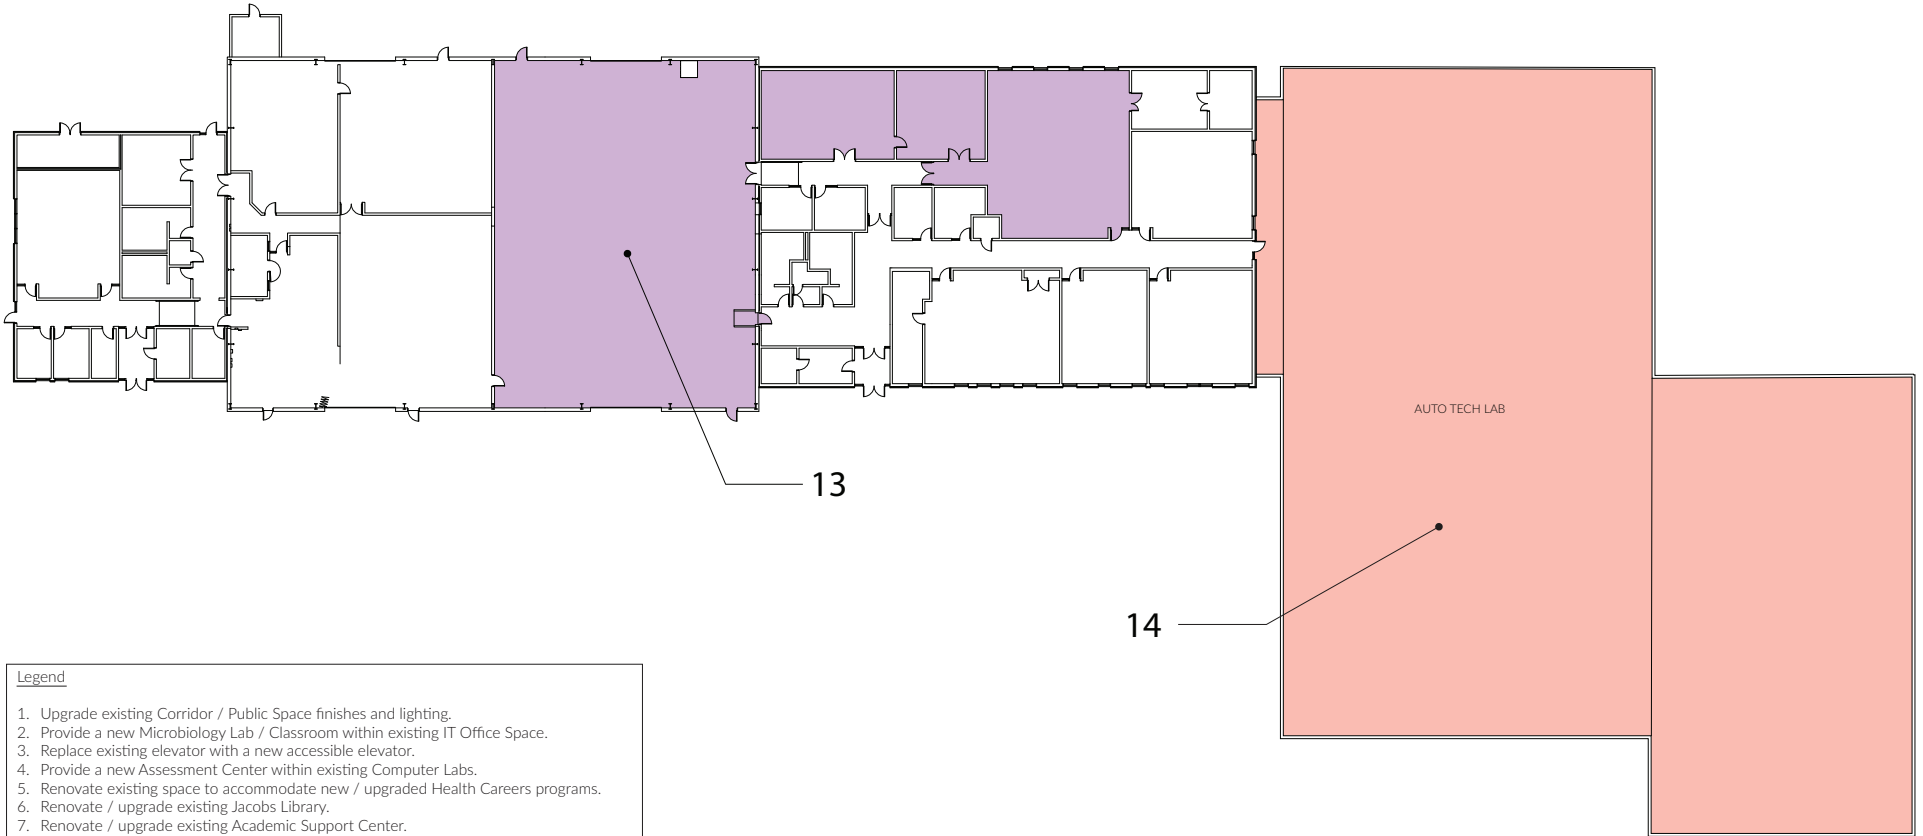 AUTO TECH LAB
13
14
Legend
1. Upgrade existing Corridor / Public Space finishes and lighting.
2. Provide a new Microbiology Lab / Classroom within existing IT Office Space.
3. Replace existing elevator with a new accessible elevator.
4. Provide a new Assessment Center within existing Computer Labs.
5. Renovate existing space to accommodate new / upgraded Health Careers programs.
6. Renovate / upgrade existing Jacobs Library.
7. Renovate / upgrade existing Academic Support Center.